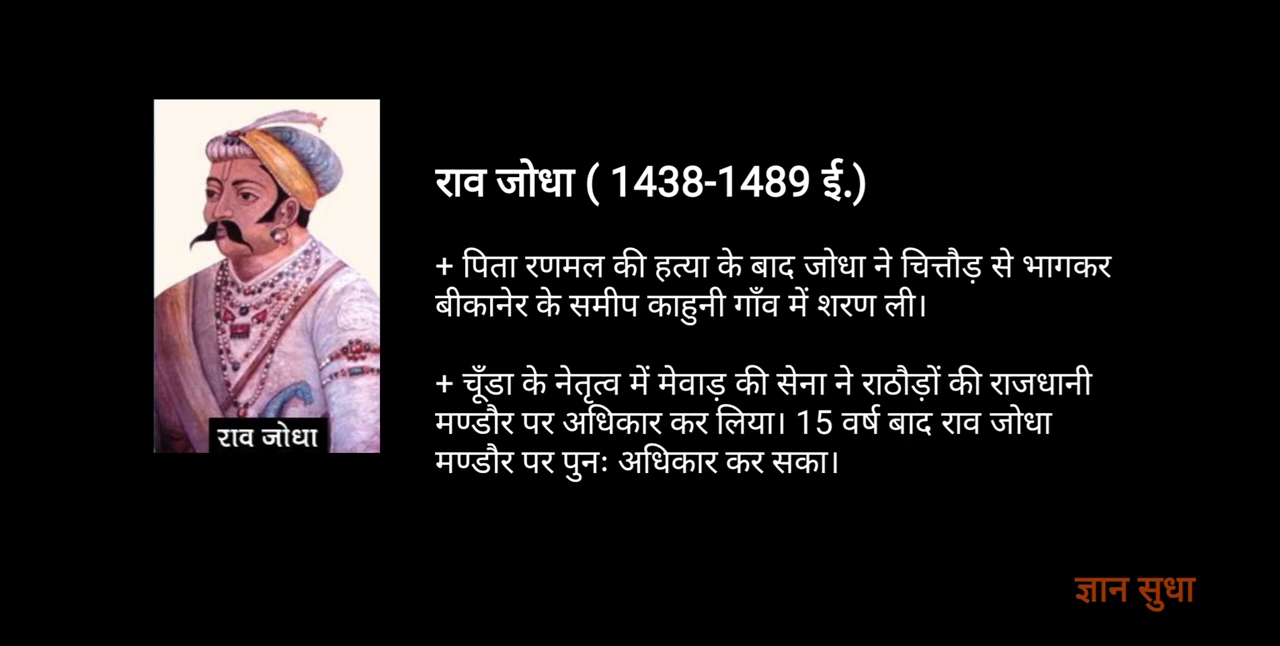 राव जोधा ( 1438-1489 ई.)
+ पिता रणमल की हत्या के बाद जोधा ने चित्तौड़ से भागकर
बीकानेर के समीप काहुनी गाँव में शरण ली।
+ चूँडा के नेतृत्व में मेवाड़ की सेना ने राठौड़ों की राजधानी
मण्डौर पर अधिकार कर लिया। 15 वर्ष बाद राव जोधा
मण्डौर पर पुनः अधिकार कर सका।
राव जोधा
ज्ञान सुधा